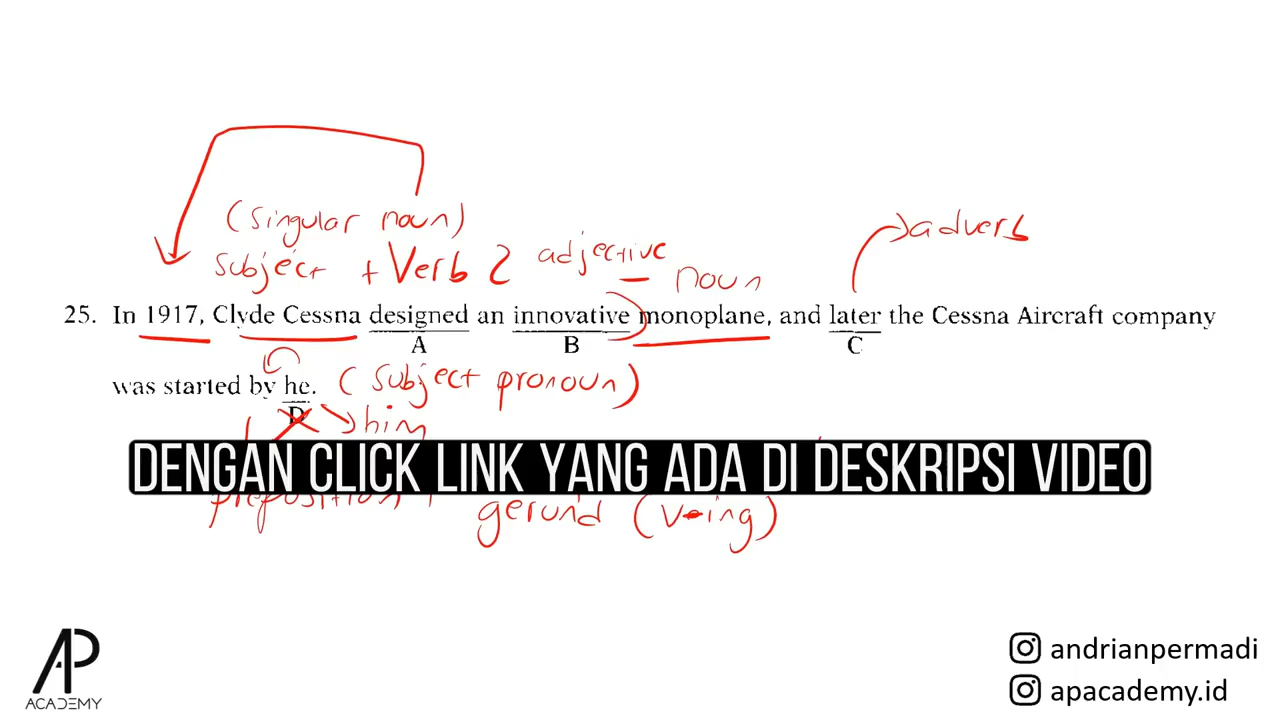 (singular noun)
subject + Verb 2 adjective noun
adverb
25. In 1917, Clyde Cessna designed an innovative monoplane, and later the Cessna Aircraft company
A B C
was started by he. (subject pronoun)
D him
DENGAN CLICK LINK YANG ADA DI DESKRIPSI VIDEO
preposition + gerund (v-ing)
AP
ACADEMY
andrianpermadi
apacademy.id